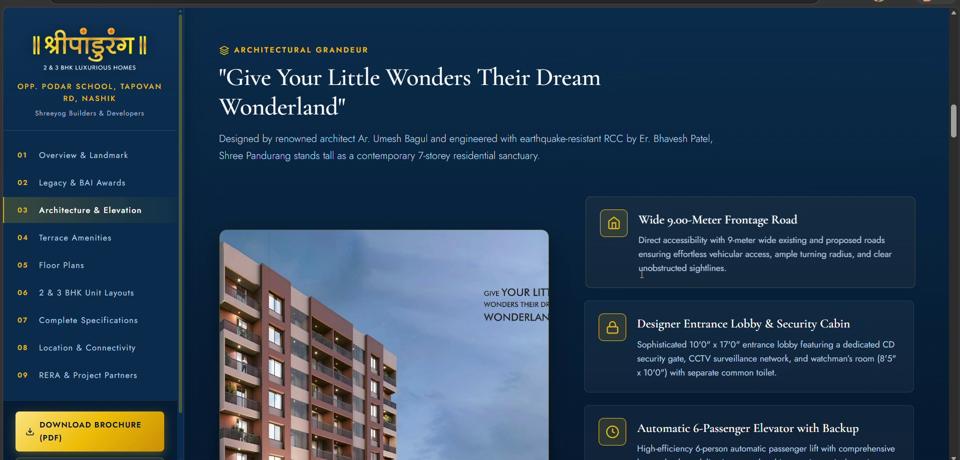 ॥ श्रीपांडुरंग ॥
2 & 3 BHK LUXURIOUS HOMES
OPP. PODAR SCHOOL, TAPOVAN
RD, NASHIK
Shreeyog Builders & Developers
01 Overview & Landmark
02 Legacy & BAI Awards
03 Architecture & Elevation
04 Terrace Amenities
05 Floor Plans
06 2 & 3 BHK Unit Layouts
07 Complete Specifications
08 Location & Connectivity
09 RERA & Project Partners
DOWNLOAD BROCHURE
(PDF)
ARCHITECTURAL GRANDEUR
"Give Your Little Wonders Their Dream
Wonderland"
Designed by renowned architect Ar. Umesh Bagul and engineered with earthquake-resistant RCC by Er. Bhavesh Patel,
Shree Pandurang stands tall as a contemporary 7-storey residential sanctuary.
GIVE YOUR LITT
WONDERS THEIR DR
WONDERLAN
Wide 9.00-Meter Frontage Road
Direct accessibility with 9-meter wide existing and proposed roads
ensuring effortless vehicular access, ample turning radius, and clear
unobstructed sightlines.
Designer Entrance Lobby & Security Cabin
Sophisticated 10'0" x 17'0" entrance lobby featuring a dedicated CD
security gate, CCTV surveillance network, and watchman's room (8'5"
x 10'0") with separate common toilet.
Automatic 6-Passenger Elevator with Backup
High-efficiency 6-person automatic passenger lift with comprehensive